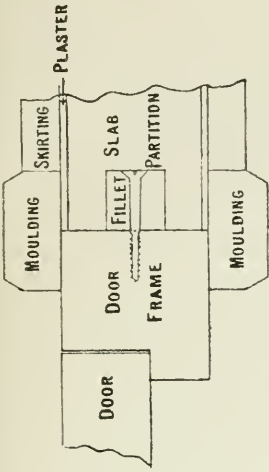 PLASTER
SKIRTING
MOULDING
SLAB
PARTITION
FILLET
DOOR
FRAME
DOOR
MOULDING